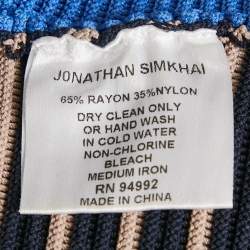 JONATHAN SIMKHAI
65% RAYON 35%NYLON
DRY CLEAN ONLY
OR HAND WASH
IN COLD WATER
NON-CHLORINE
BLEACH
MEDIUM IRON
RN 94992
MADE IN CHINA